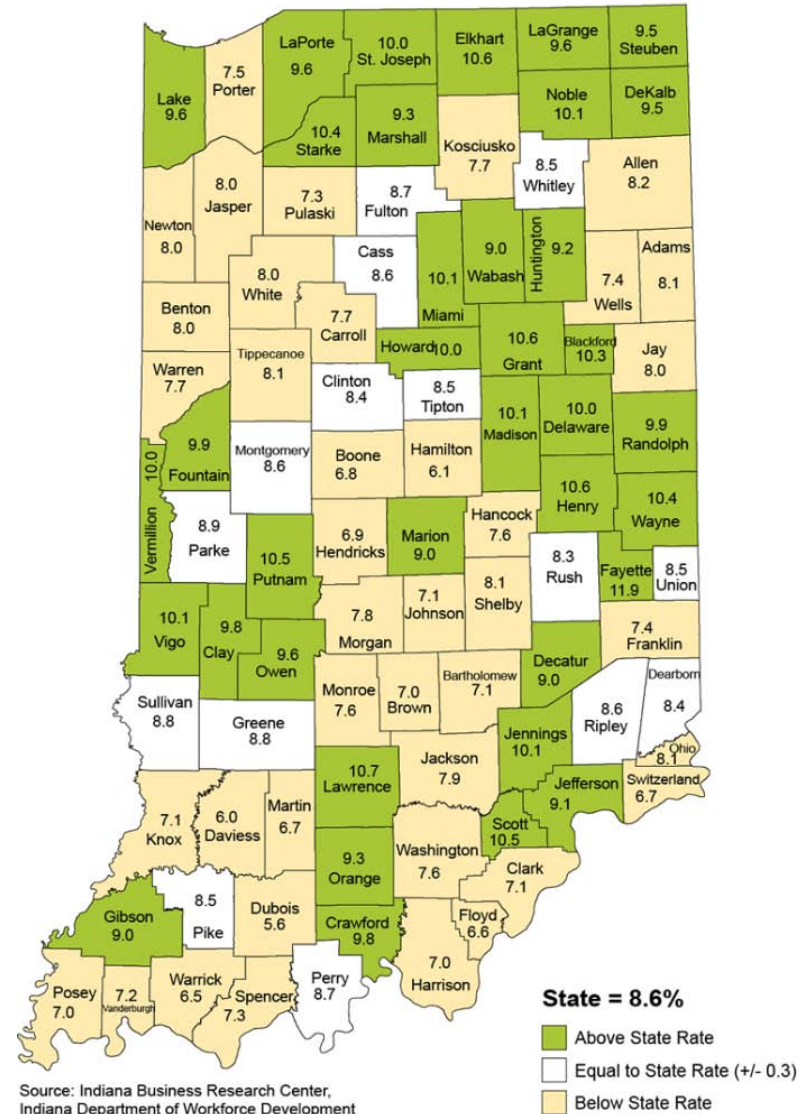 LaPorte
9.6
10.0
St. Joseph
Elkhart
10.6
LaGrange
9.6
9.5
Steuben
7.5
Porter
Lake
9.6
10.4
Starke
9.3
Marshall
Noble
10.1
DeKalb
9.5
Kosciusko
7.7
8.5
Whitley
Allen
8.2
8.0
Jasper
7.3
Pulaski
8.7
Fulton
Newton
8.0
Cass
8.6
10.1
Miami
9.0
Wabash
Huntington
9.2
7.4
Wells
Adams
8.1
8.0
White
Benton
8.0
7.7
Carroll
Howard 10.0
10.6
Grant
Blackford
10.3
Jay
8.0
Warren
7.7
Tippecanoe
8.1
Clinton
8.4
8.5
Tipton
10.1
Madison
10.0
Delaware
9.9
Randolph
9.9
Fountain
Vermillion 10.0
Montgomery
8.6
Boone
6.8
Hamilton
6.1
10.6
Henry
10.4
Wayne
8.9
Parke
10.5
Putnam
6.9
Hendricks
Marion
9.0
Hancock
7.6
8.3
Rush
Fayette
11.9
8.5
Union
10.1
Vigo
9.8
Clay
9.6
Owen
7.8
Morgan
7.1
Johnson
8.1
Shelby
7.4
Franklin
Decatur
9.0
Sullivan
8.8
Greene
8.8
Monroe
7.6
7.0
Brown
Bartholomew
7.1
8.6
Ripley
Dearborn
8.4
Jennings
10.1
Ohio
8.1
Switzerland
6.7
10.7
Lawrence
Jackson
7.9
Jefferson
9.1
Scott
10.5
7.1
Knox
6.0
Daviess
Martin
6.7
9.3
Orange
Washington
7.6
Clark
7.1
Gibson
9.0
8.5
Pike
Dubois
5.6
Crawford
9.8
Floyd
6.6
7.0
Harrison
Posey
7.0
7.2
Vanderburgh
Warrick
6.5
Spencer
7.3
Perry
8.7
State = 8.6%
Above State Rate
Equal to State Rate (+/- 0.3)
Below State Rate
Source: Indiana Business Research Center,
Indiana Department of Workforce Development